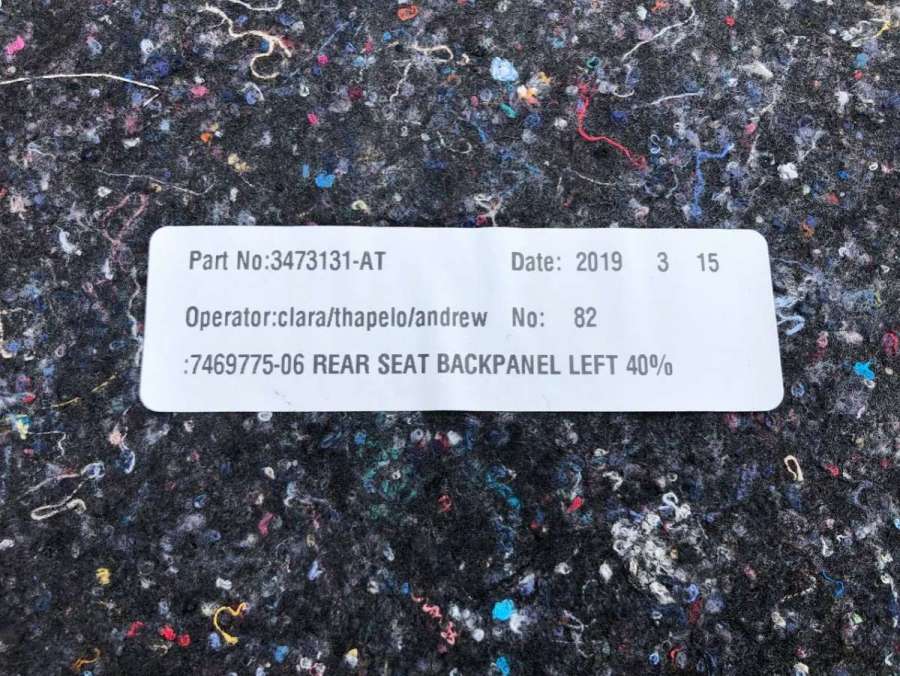 Part No:3473131-AT Date: 2019 3 15
Operator:clara/thapelo/andrew No: 82
:7469775-06 REAR SEAT BACKPANEL LEFT 40%